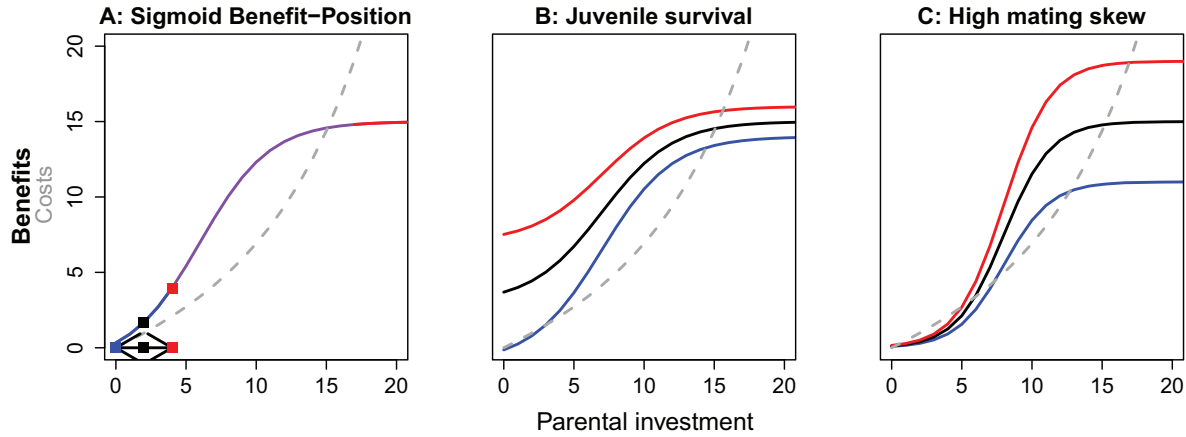 A: Sigmoid Benefit−Position
B: Juvenile survival
C: High mating skew
Benefits
Costs
20
15
10
5
0
0 5 10 15 20
0 5 10 15 20
0 5 10 15 20
Parental investment